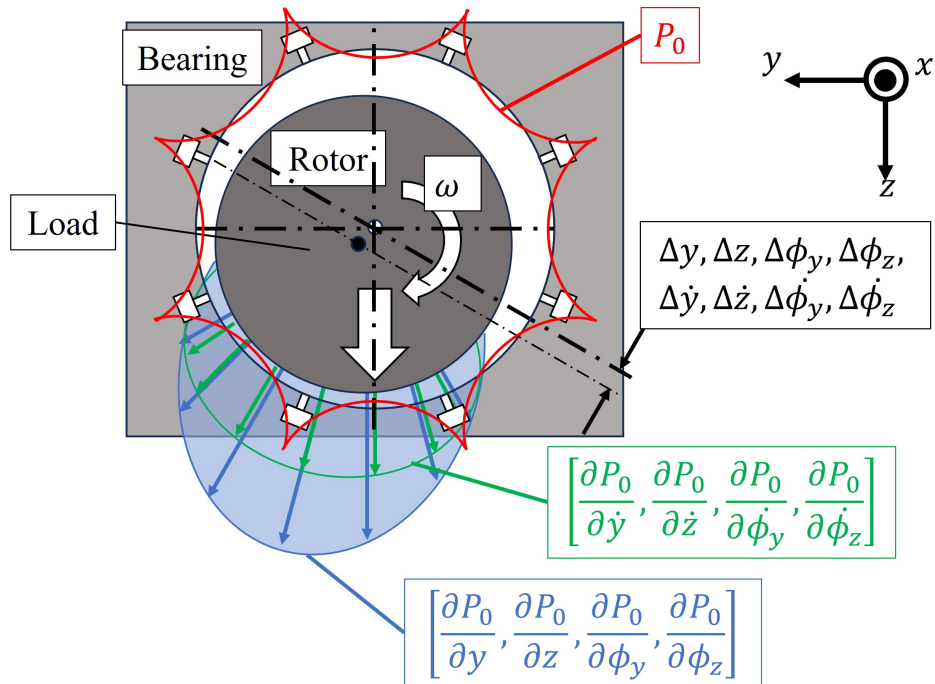 Bearing
P_0
y
x
z
Rotor
ω
Load
Δy, Δz, Δϕ_y, Δϕ_z,
Δẏ, Δż, Δϕ̇_y, Δϕ̇_z
[∂P_0/∂ẏ, ∂P_0/∂ż, ∂P_0/∂ϕ̇_y, ∂P_0/∂ϕ̇_z]
[∂P_0/∂y, ∂P_0/∂z, ∂P_0/∂ϕ_y, ∂P_0/∂ϕ_z]